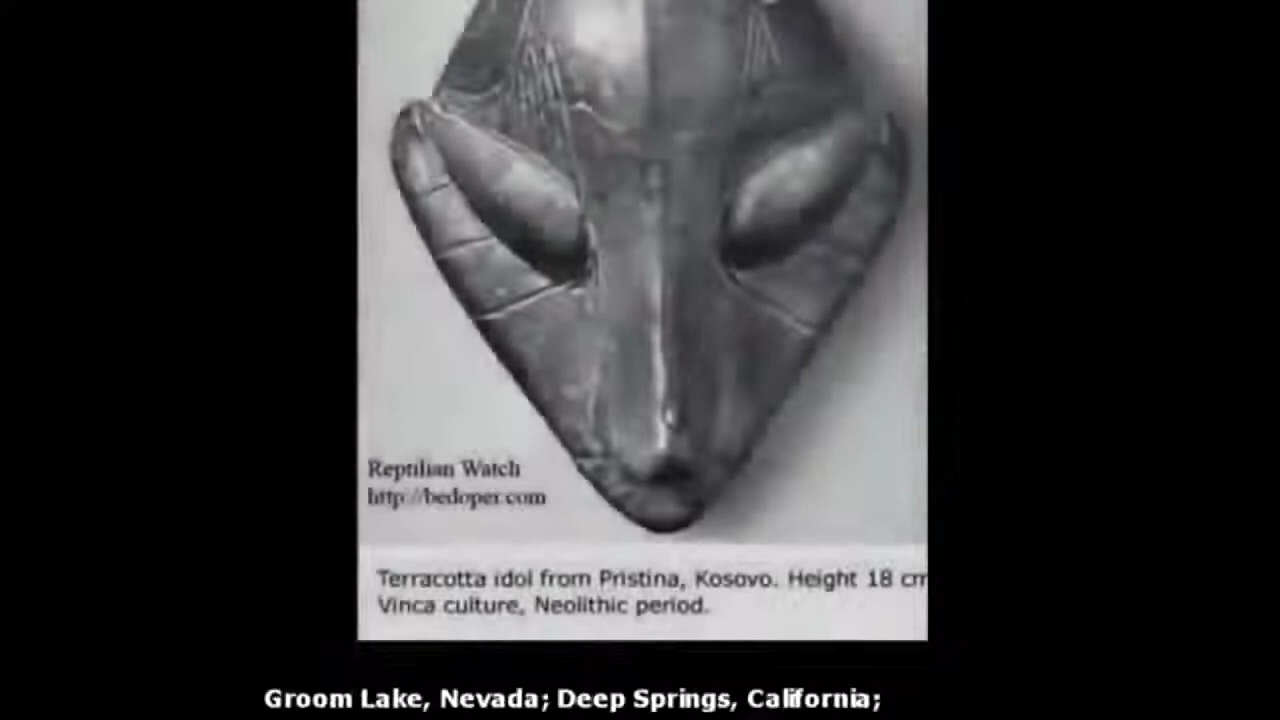 Reptilian Watch
http://bedoper.com
Terracotta idol from Pristina, Kosovo. Height 18 cm
Vinca culture, Neolithic period.
Groom Lake, Nevada; Deep Springs, California;